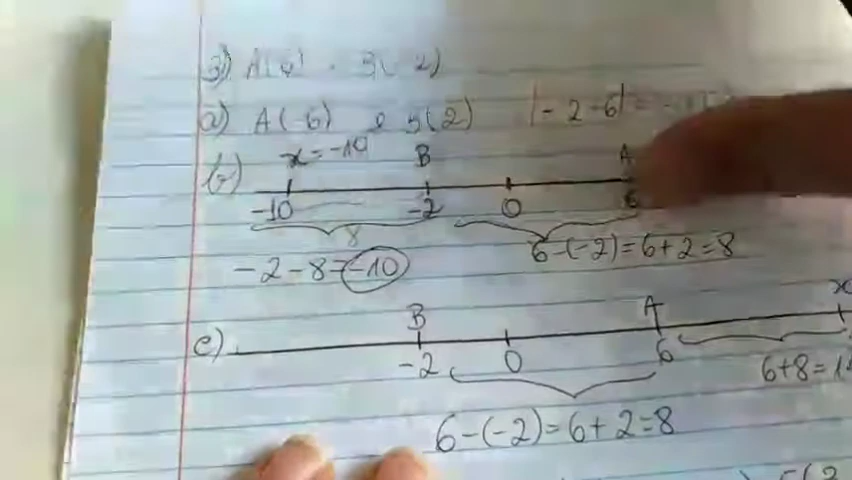 3)
a) A(-6) e B(2) |-2-6| =
b) x=-10 B A
-10 -2 0 6
8
-2-8=-10 6-(-2)=6+2=8
c) B A x
-2 0 6
6+8=1
6-(-2)=6+2=8